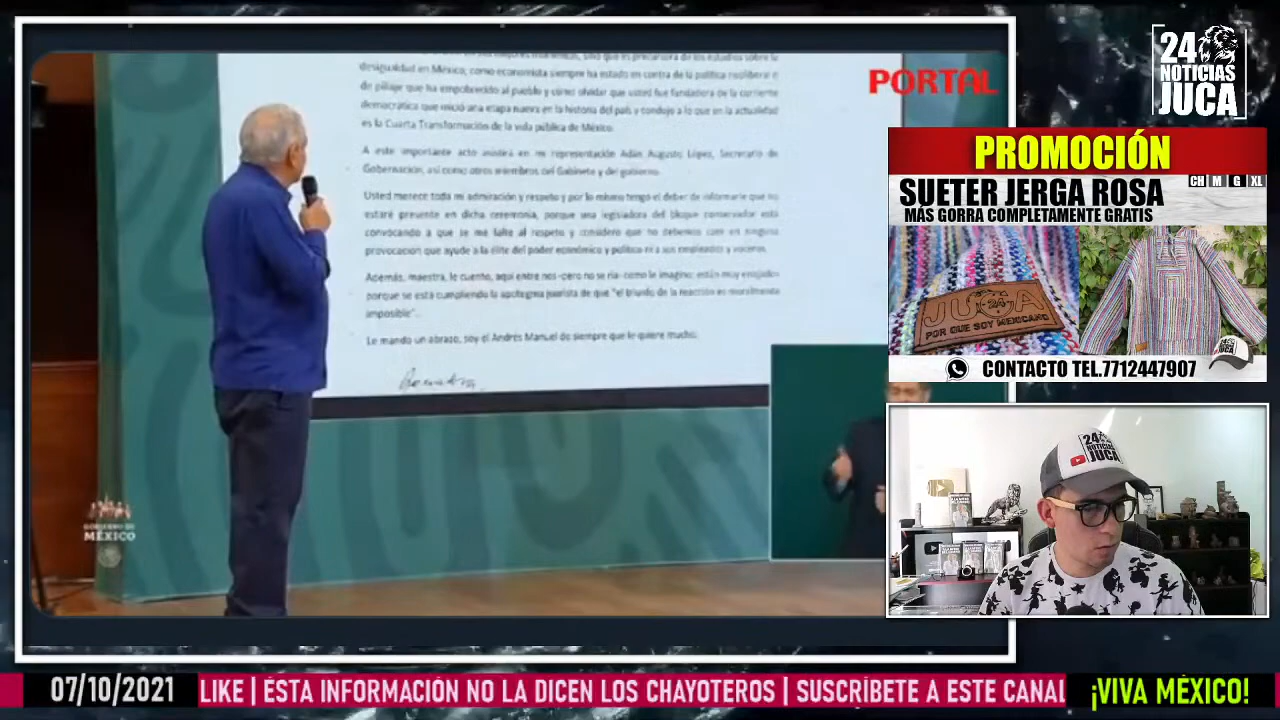 desigualdad en México; como economista siempre ha estado en contra de la política neoliberal o
de pillaje que ha empobrecido al pueblo y cómo olvidar que usted fue fundadora de la corriente
democrática que inició una etapa nueva en la historia del país y condujo a lo que en la actualidad
es la Cuarta Transformación de la vida pública de México.
A este importante acto asistirá en mi representación Adán Augusto López, Secretario de
Gobernación, así como otros miembros del Gabinete y del gobierno.
Usted merece toda mi admiración y respeto y por lo mismo tengo el deber de informarle que no
estaré presente en dicha ceremonia, porque una legisladora del bloque conservador está
convocando a que se me falte al respeto y considero que no debemos caer en ninguna
provocación que ayude a la élite del poder económico y político ni a sus empleados y voceros.
Además, maestra, le cuento, aquí entre nos -pero no se ría- como le imagino: están muy enojados
porque se está cumpliendo la apotegma juarista de que "el triunfo de la reacción es moralmente
imposible".
Le mando un abrazo, soy el Andrés Manuel de siempre que le quiere mucho.
PORTAL
GOBIERNO DE
MÉXICO
24
NOTICIAS
JUCA
PROMOCIÓN
SUETER JERGA ROSA
CH M G XL
MÁS GORRA COMPLETAMENTE GRATIS
JUCA
24
POR QUE SOY MEXICANO
CONTACTO TEL.7712447907
24
NOTICIAS
JUCA
07/10/2021
LIKE | ÉSTA INFORMACIÓN NO LA DICEN LOS CHAYOTEROS | SUSCRÍBETE A ESTE CANAL
¡VIVA MÉXICO!